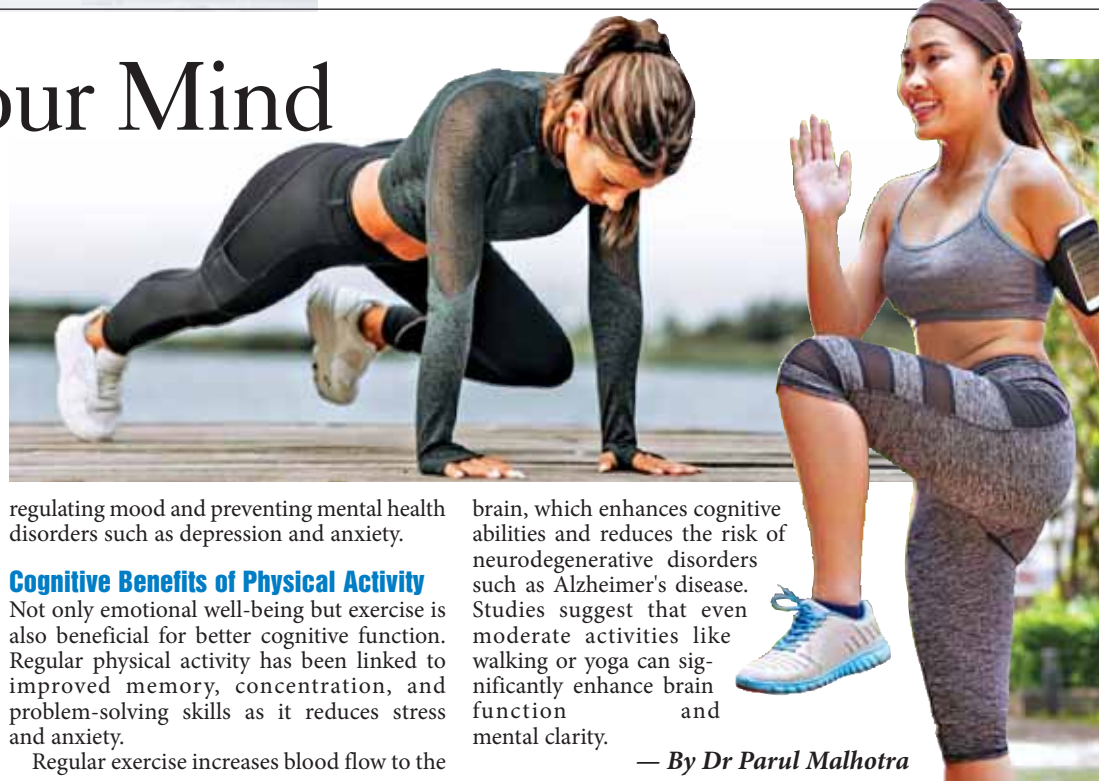 our Mind
regulating mood and preventing mental health
disorders such as depression and anxiety.
Cognitive Benefits of Physical Activity
Not only emotional well-being but exercise is
also beneficial for better cognitive function.
Regular physical activity has been linked to
improved memory, concentration, and
problem-solving skills as it reduces stress
and anxiety.
Regular exercise increases blood flow to the
brain, which enhances cognitive
abilities and reduces the risk of
neurodegenerative disorders
such as Alzheimer's disease.
Studies suggest that even
moderate activities like
walking or yoga can sig-
nificantly enhance brain
function and
mental clarity.
— By Dr Parul Malhotra